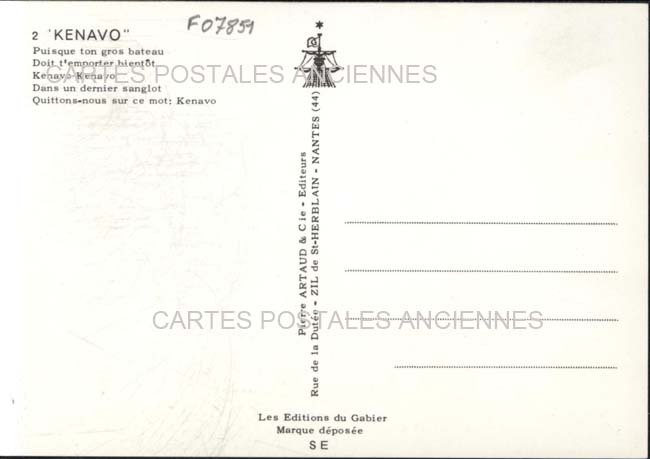 F07851
2 'KENAVO"
Puisque ton gros bateau
Doit t'emporter bientôt
Kenavo Kenavo
Dans un dernier sanglot
Quittons-nous sur ce mot: Kenavo
CARTES POSTALES ANCIENNES
Pierre ARTAUD & Cie - Editeurs
Rue de la Dutée - ZIL de St-HERBLAIN - NANTES (44)
CARTES POSTALES ANCIENNES
Les Editions du Gabier
Marque déposée
SE